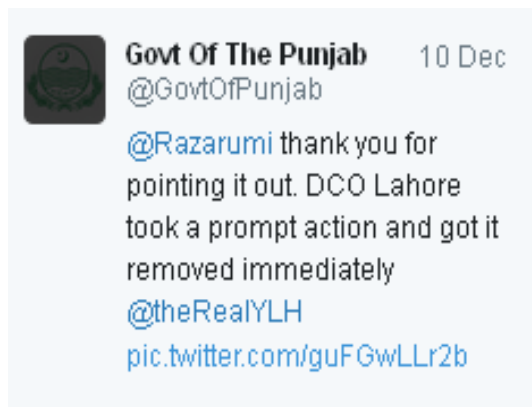 Govt Of The Punjab 10 Dec
@GovtOfPunjab
@Razarumi thank you for
pointing it out. DCO Lahore
took a prompt action and got it
removed immediately
@theRealYLH
pic.twitter.com/guFGwLLr2b